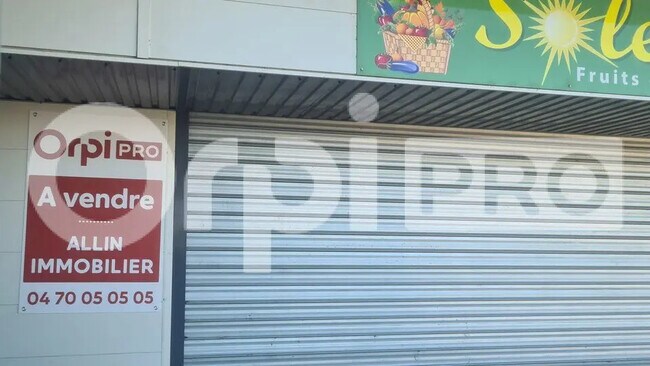 Fruits
Orpi PRO
A vendre
ALLIN
IMMOBILIER
04 70 05 05 05
Orpi PRO